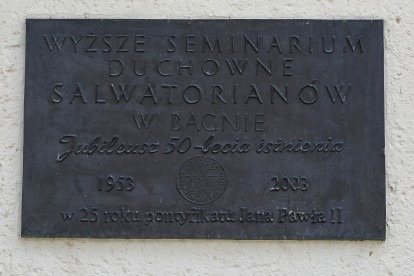 WYŻSZE SEMINARIUM
DUCHOWNE
SALWATORIANÓW
W BAGNIE
Jubileusz 50-lecia istnienia
1953 2003
w 25 roku pontyfikatu Jana Pawła II